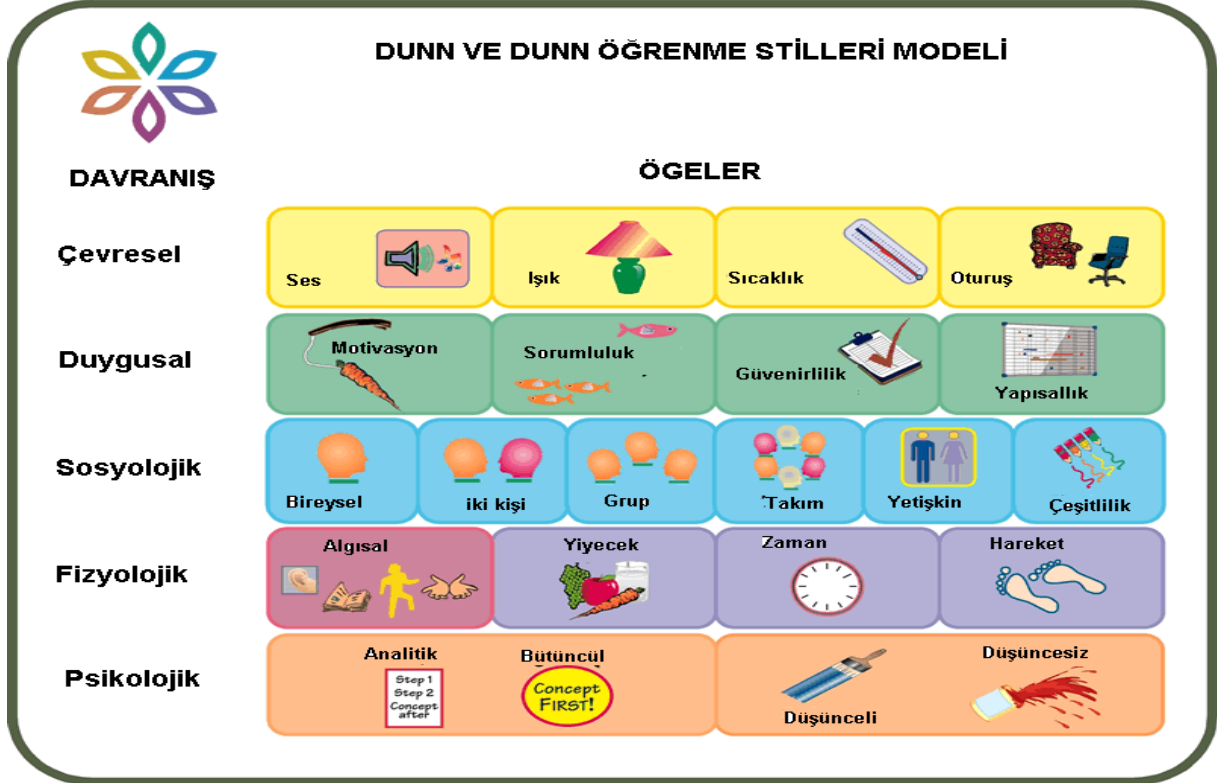 DUNN VE DUNN ÖĞRENME STİLLERİ MODELİ
DAVRANIŞ
ÖGELER
Çevresel
Ses
Işık
Sıcaklık
Oturuş
Duygusal
Motivasyon
Sorumluluk
Güvenirlilik
Yapısallık
Sosyolojik
Bireysel
iki kişi
Grup
Takım
Yetişkin
Çeşitlilik
Fizyolojik
Algısal
Yiyecek
Zaman
Hareket
Psikolojik
Analitik
Step 1
Step 2
Concept
after
Bütüncül
Concept
FIRST!
Düşünceli
Düşüncesiz